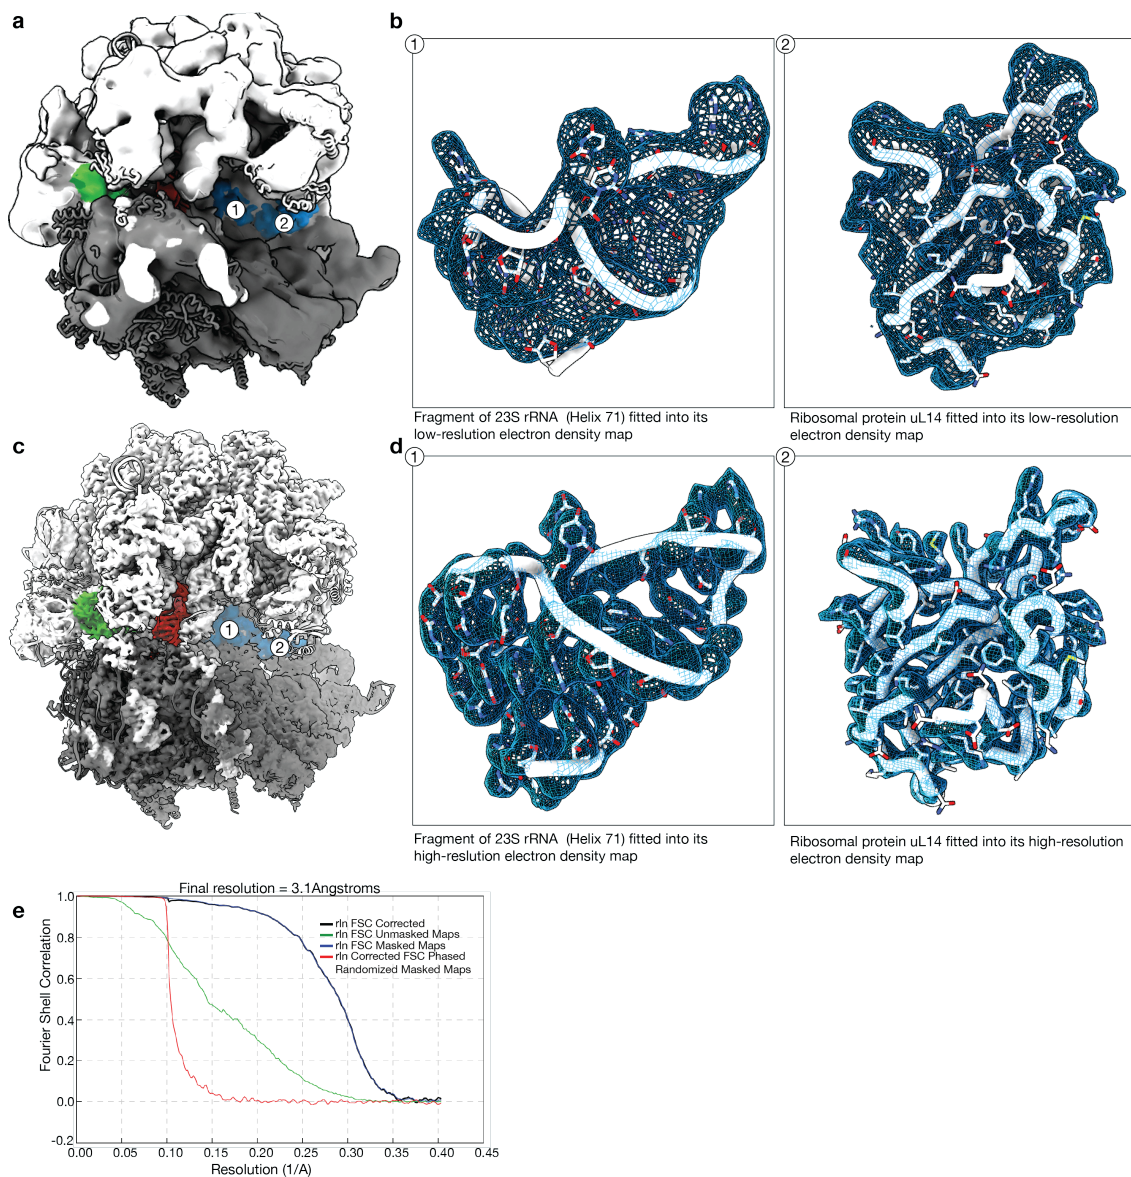 a
1
2
b
1
2
Fragment of 23S rRNA (Helix 71) fitted into its
low-reslution electron density map
Ribosomal protein uL14 fitted into its low-resolution
electron density map
c
1
2
d
1
2
Fragment of 23S rRNA (Helix 71) fitted into its
high-reslution electron density map
Ribosomal protein uL14 fitted into its high-resolution
electron density map
e
Final resolution = 3.1Angstroms
rln FSC Corrected
rln FSC Unmasked Maps
rln FSC Masked Maps
rln Corrected FSC Phased
Randomized Masked Maps
Fourier Shell Correlation
1.0
0.8
0.6
0.4
0.2
0.0
-0.2
0.00 0.05 0.10 0.15 0.20 0.25 0.30 0.35 0.40 0.45
Resolution (1/A)